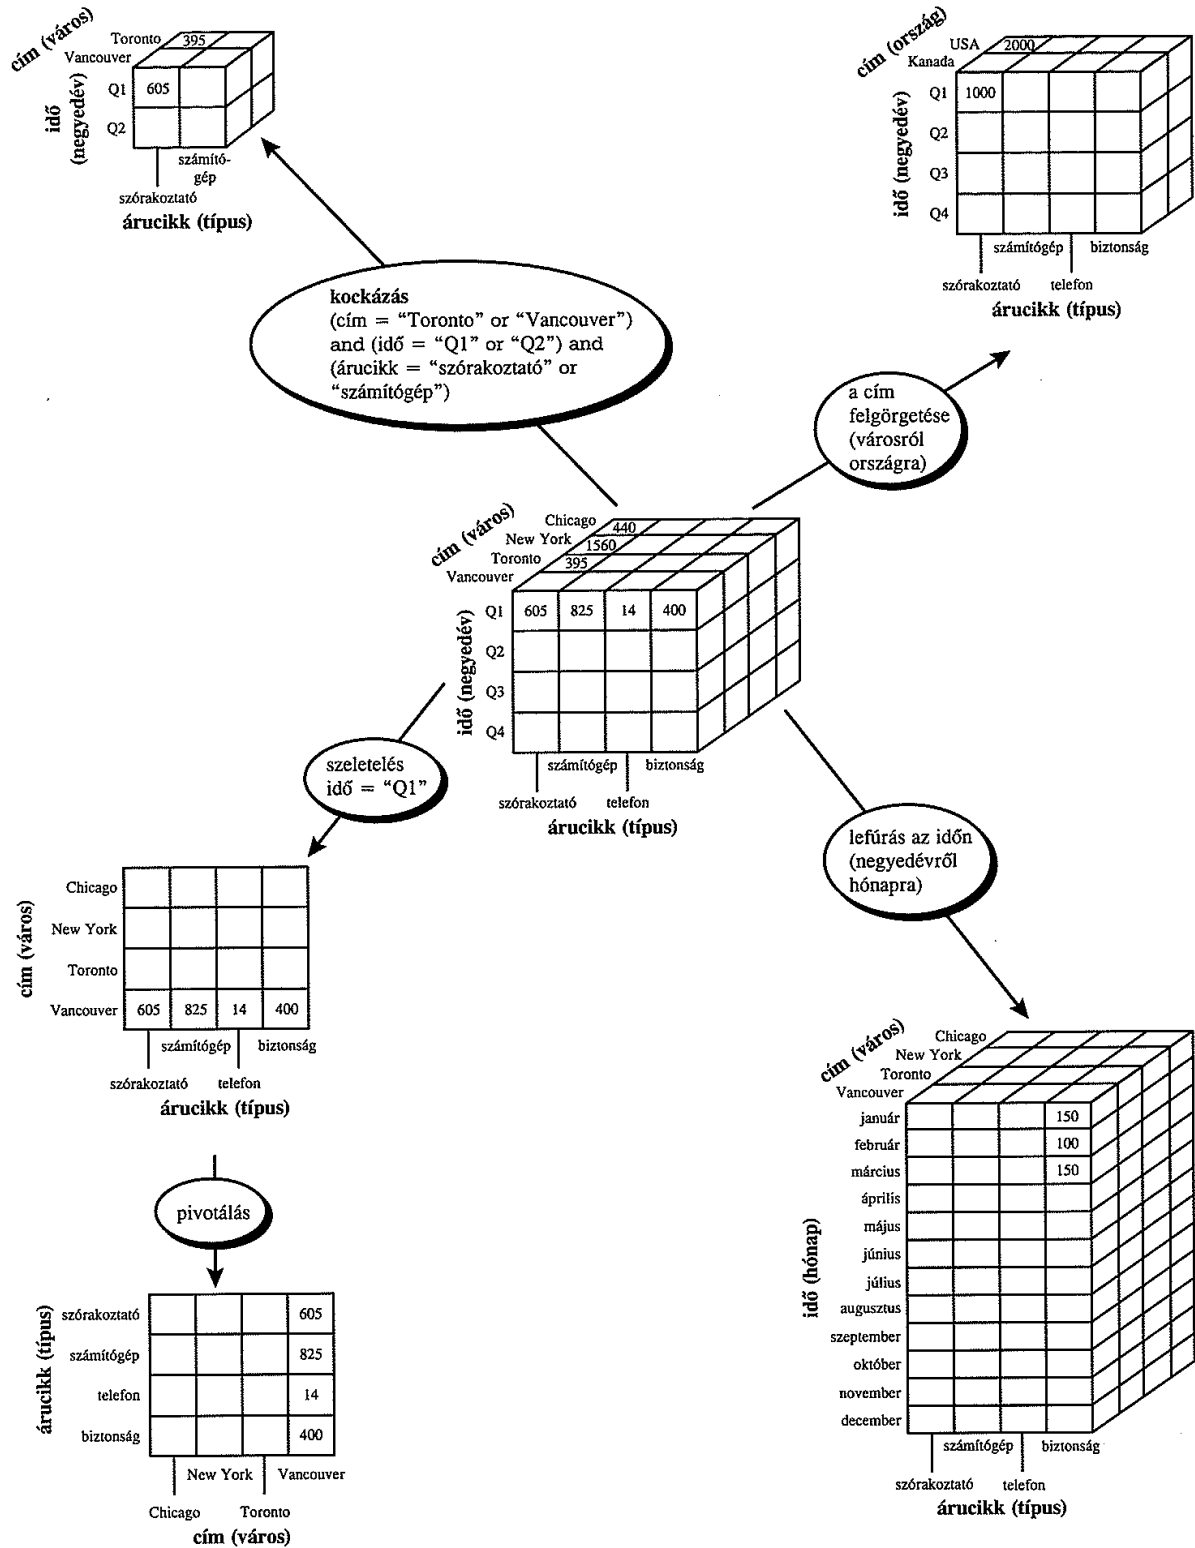 cím (város)
Toronto
395
Vancouver
idő
(negyedév)
Q1
605
Q2
számító-
gép
szórakoztató
árucikk (típus)
cím (ország)
USA
2000
Kanada
idő (negyedév)
Q1
1000
Q2
Q3
Q4
számítógép
biztonság
szórakoztató
telefon
árucikk (típus)
kockázás
(cím = “Toronto” or “Vancouver”)
and (idő = “Q1” or “Q2”) and
(árucikk = “szórakoztató” or
“számítógép”)
a cím
felgörgetése
(városról
országra)
cím (város)
Chicago
440
New York
1560
Toronto
395
Vancouver
idő (negyedév)
Q1 605 825 14 400
Q2
Q3
Q4
számítógép
biztonság
szórakoztató
telefon
árucikk (típus)
szeletelés
idő = “Q1”
lefúrás az időn
(negyedévről
hónapra)
cím (város)
Chicago
New York
Toronto
Vancouver 605 825 14 400
számítógép
biztonság
szórakoztató
telefon
árucikk (típus)
pivotálás
árucikk (típus)
szórakoztató 605
számítógép 825
telefon 14
biztonság 400
New York
Vancouver
Chicago
Toronto
cím (város)
cím (város)
Chicago
New York
Toronto
Vancouver
idő (hónap)
január 150
február 100
március 150
április
május
június
július
augusztus
szeptember
október
november
december
számítógép
biztonság
szórakoztató
telefon
árucikk (típus)